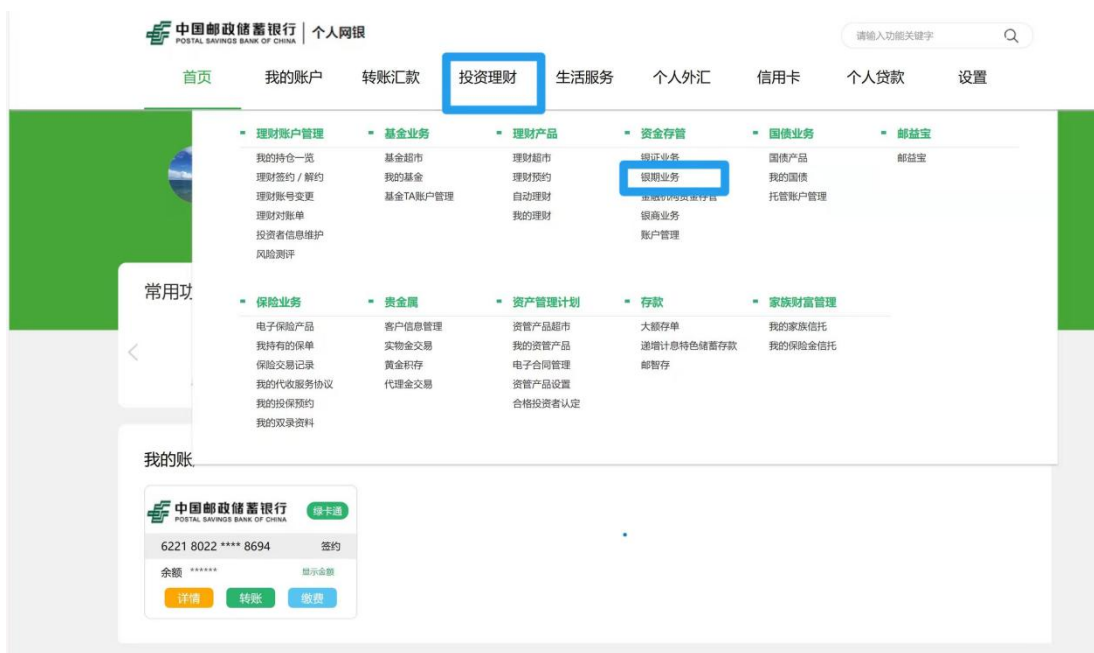 中国邮政储蓄银行 个人网银
POSTAL SAVINGS BANK OF CHINA
请输入功能关键字
首页 我的账户 转账汇款 投资理财 生活服务 个人外汇 信用卡 个人贷款 设置
理财账户管理 基金业务 理财产品 资金存管 国债业务 邮益宝
我的持仓一览 基金超市 理财超市 银证业务 国债产品 邮益宝
理财签约 / 解约 我的基金 理财预约 银期业务 我的国债
理财账号变更 基金TA账户管理 自动理财 金融机构资金存管 托管账户管理
理财对账单 我的理财 银商业务
投资者信息维护 账户管理
风险测评
常用功
保险业务 贵金属 资产管理计划 存款 家族财富管理
电子保险产品 客户信息管理 资管产品超市 大额存单 我的家族信托
我持有的保单 实物金交易 我的资管产品 递增计息特色储蓄存款 我的保险金信托
保险交易记录 黄金积存 电子合同管理 邮智存
我的代收服务协议 代理金交易 资管产品设置
我的投保预约 合格投资者认定
我的双录资料
我的账
中国邮政储蓄银行 绿卡通
POSTAL SAVINGS BANK OF CHINA
6221 8022 **** 8694 签约
余额 ****** 显示金额
详情 转账 缴费